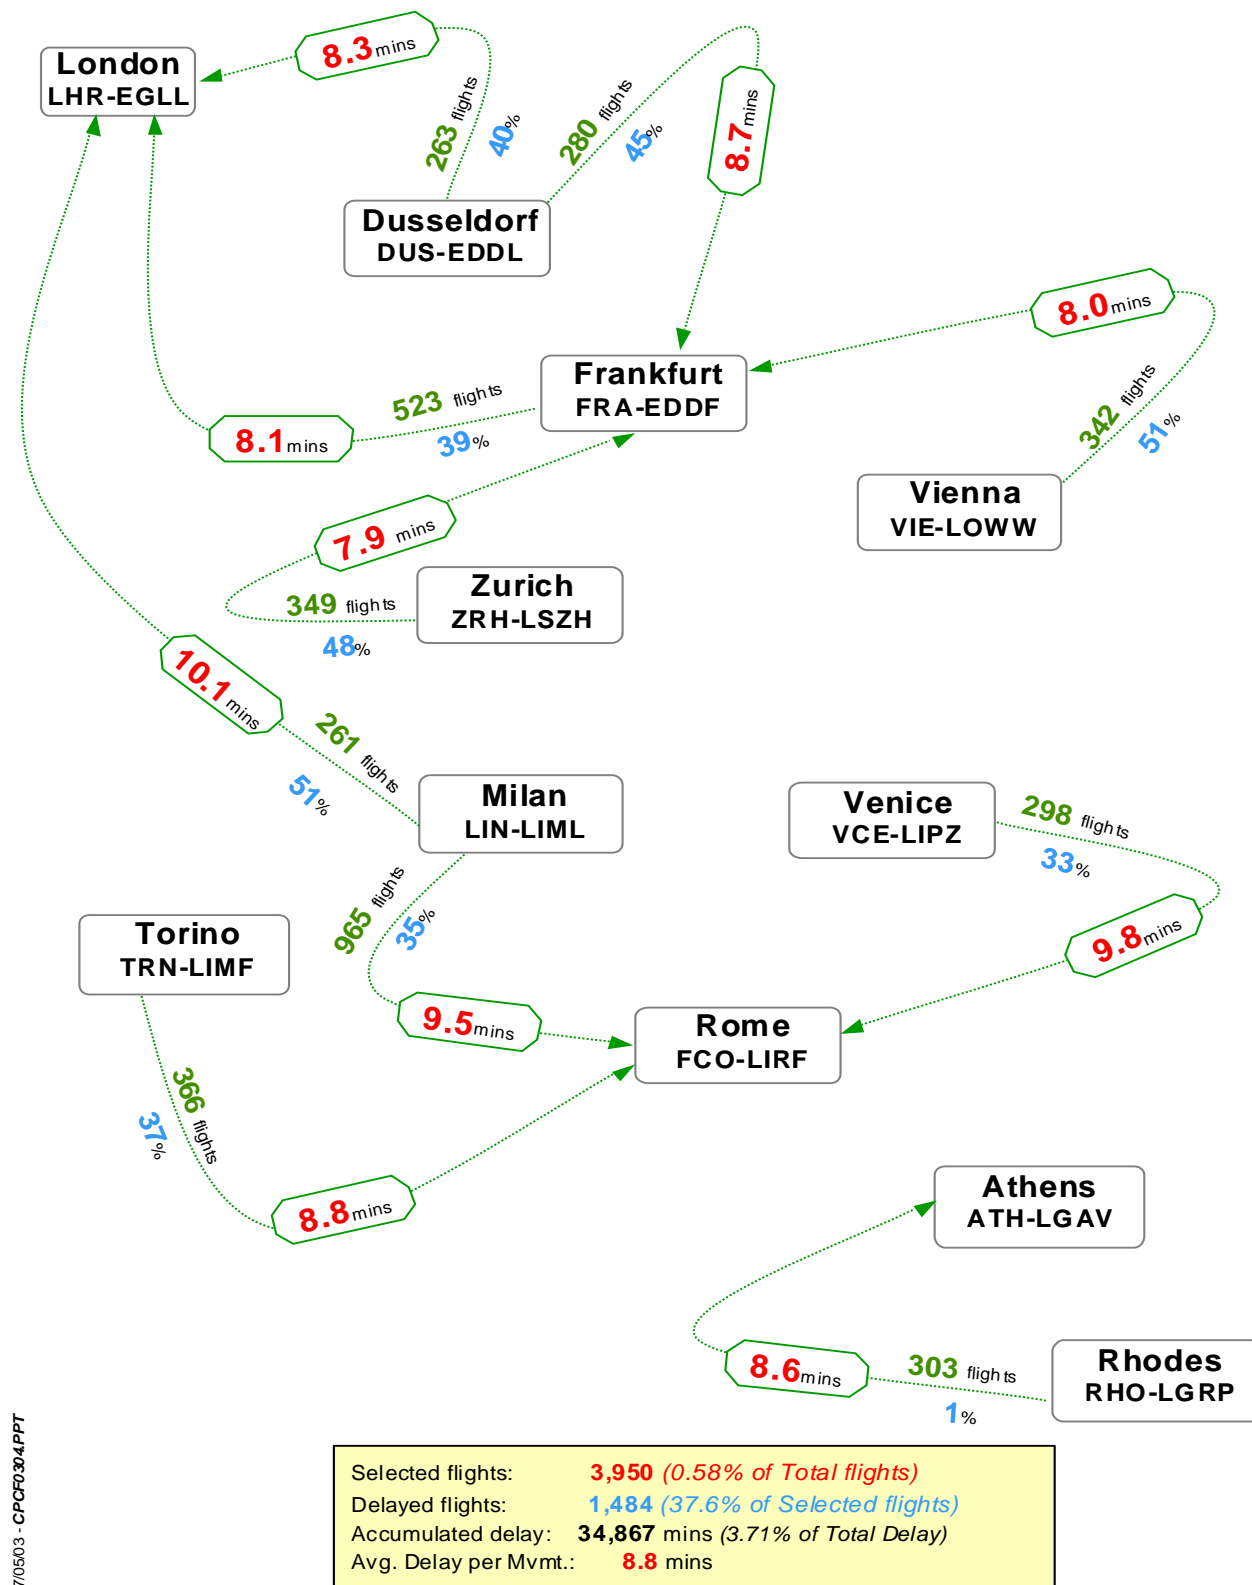 8.3 mins
London
LHR-EGLL
263 flights
40%
280 flights
45%
8.7 mins
Dusseldorf
DUS-EDDL
8.0 mins
Frankfurt
FRA-EDDF
523 flights
39%
8.1 mins
342 flights
51%
Vienna
VIE-LOWW
7.9 mins
Zurich
ZRH-LSZH
349 flights
48%
10.1 mins
261 flights
51%
Milan
LIN-LIML
Venice
VCE-LIPZ
298 flights
33%
965 flights
35%
Torino
TRN-LIMF
9.8 mins
9.5 mins
Rome
FCO-LIRF
366 flights
37%
8.8 mins
Athens
ATH-LGAV
8.6 mins
303 flights
1%
Rhodes
RHO-LGRP
Selected flights: 3,950 (0.58% of Total flights)
Delayed flights: 1,484 (37.6% of Selected flights)
Accumulated delay: 34,867 mins (3.71% of Total Delay)
Avg. Delay per Mvmt.: 8.8 mins
7/05/03 - CPCF0304.PPT